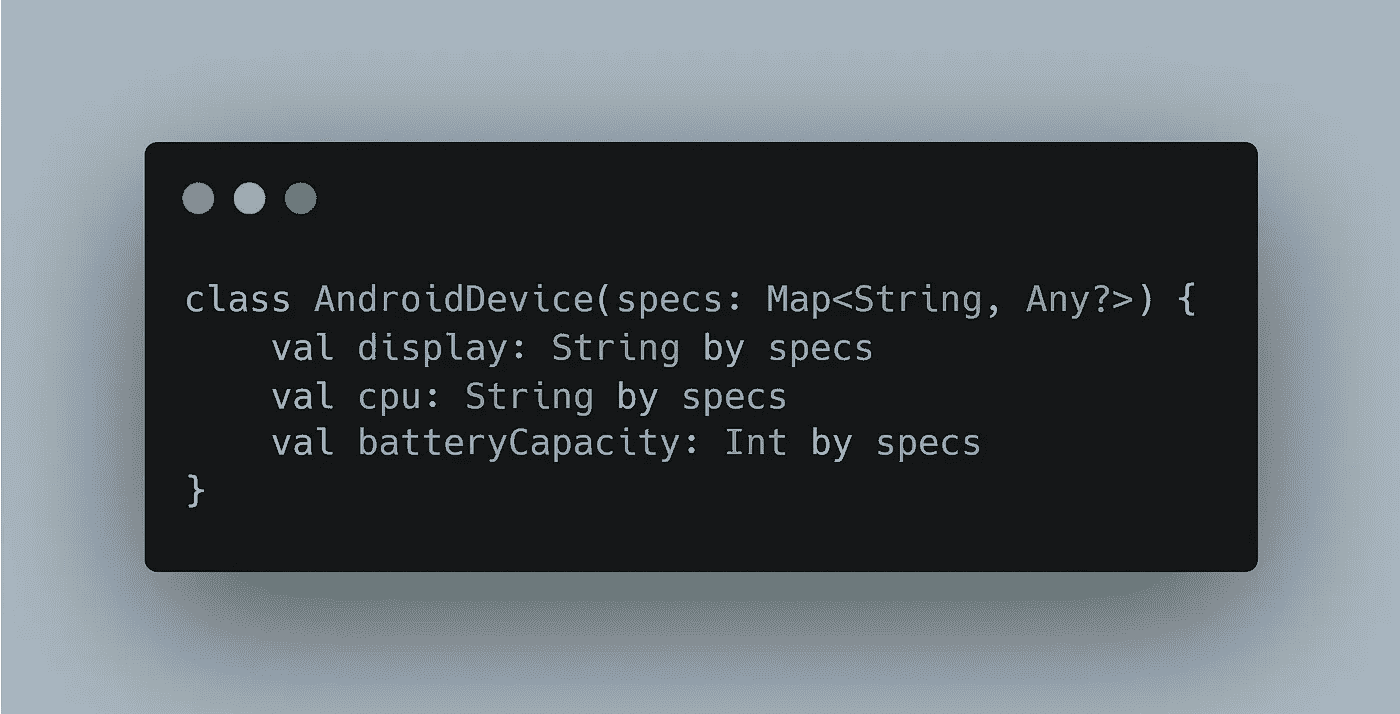 class AndroidDevice(specs: Map<String, Any?>) {
    val display: String by specs
    val cpu: String by specs
    val batteryCapacity: Int by specs
}